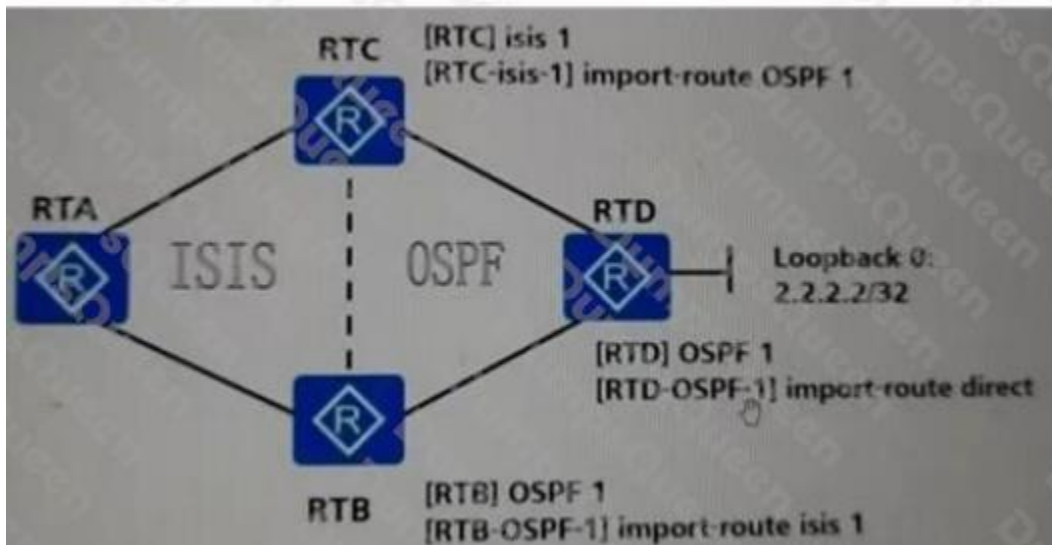 RTC
[RTC] isis 1
[RTC-isis-1] import-route OSPF 1
RTA
ISIS
OSPF
RTD
Loopback 0:
2.2.2.2/32
[RTD] OSPF 1
[RTD-OSPF-1] import-route direct
RTB
[RTB] OSPF 1
[RTB-OSPF-1] import-route isis 1
R
R
R
R
DumpsQueen